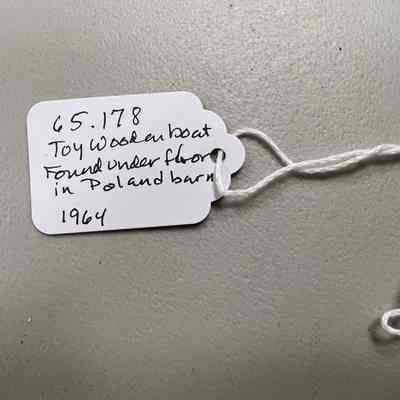 65.178
Toy Wooden boat
Found under floor
in Poland barn
1964